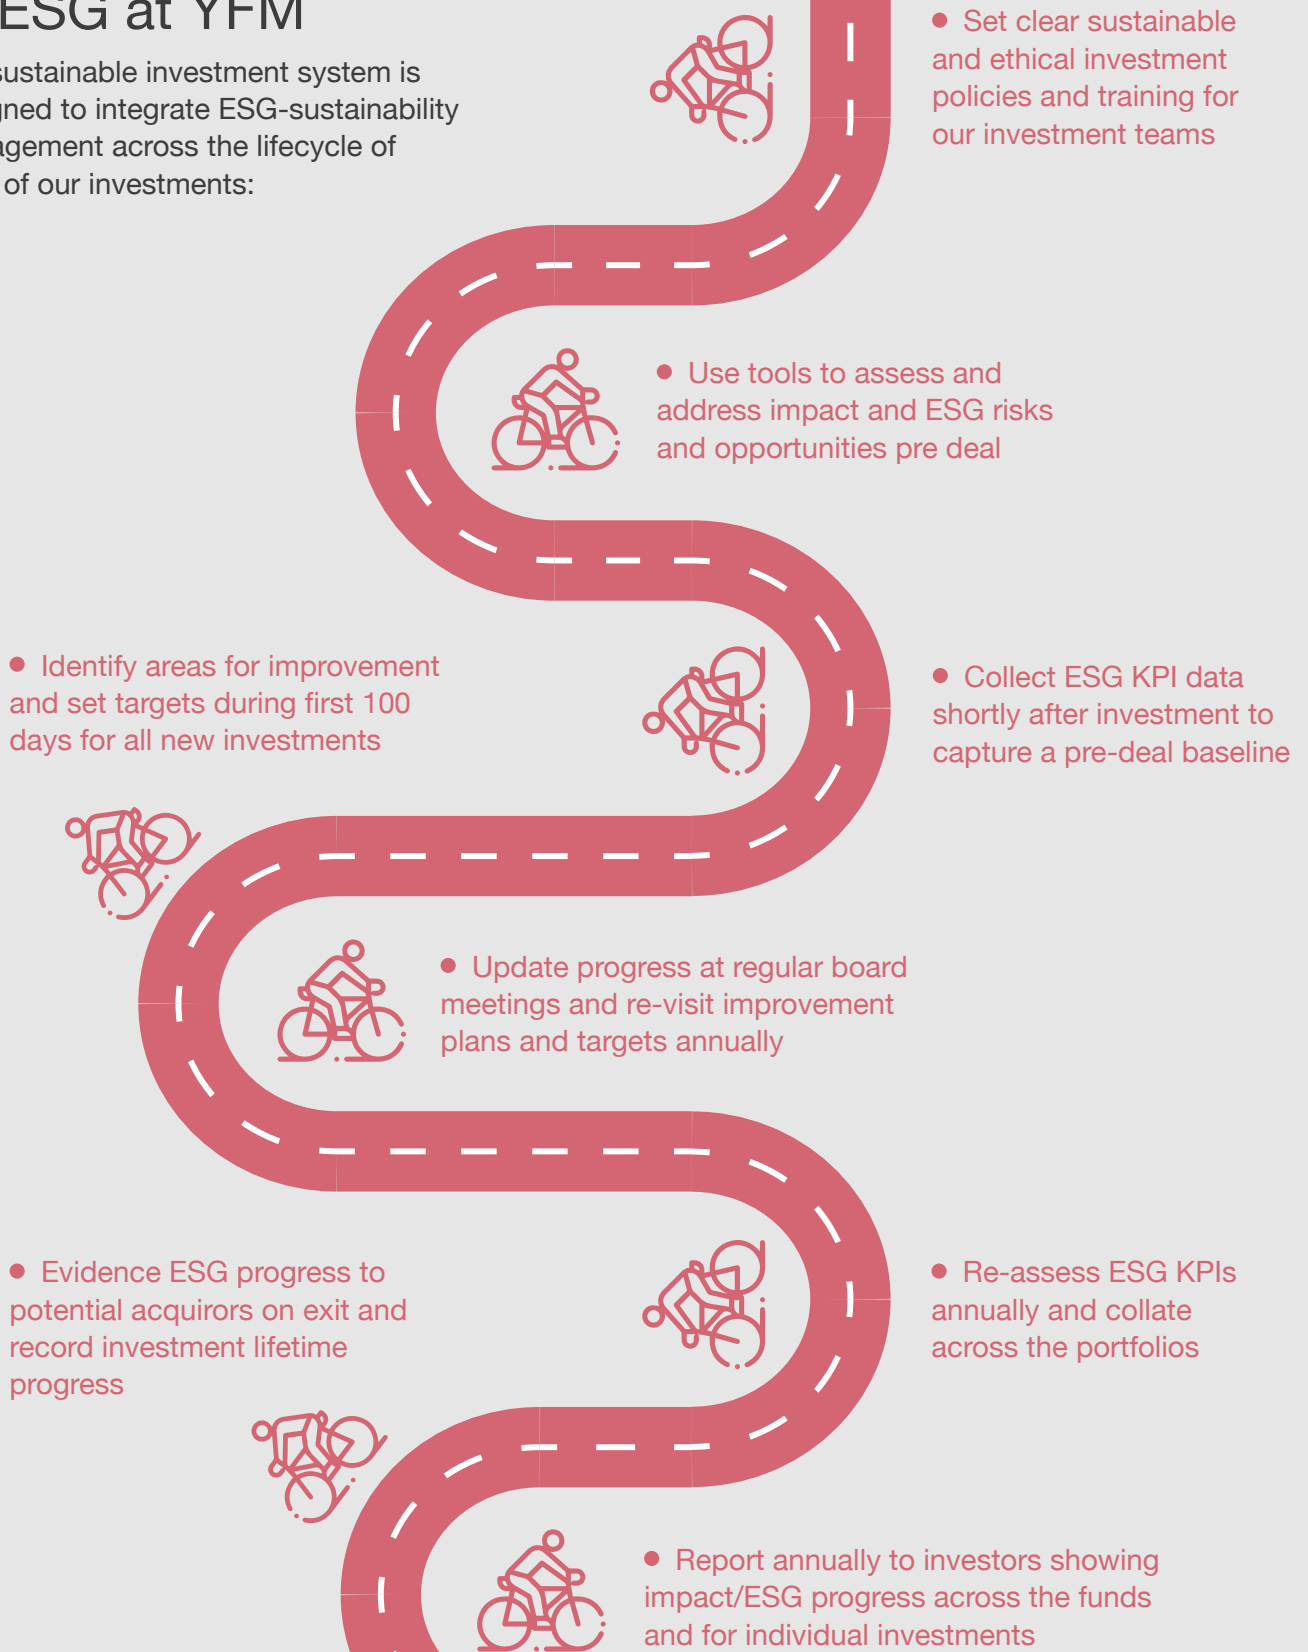 ESG at YFM
sustainable investment system is
to integrate ESG-sustainability
across the lifecycle of
of our investments:
● Set clear sustainable
and ethical investment
policies and training for
our investment teams
● Use tools to assess and
address impact and ESG risks
and opportunities pre deal
● Collect ESG KPI data
shortly after investment to
capture a pre-deal baseline
● Identify areas for improvement
and set targets during first 100
days for all new investments
● Update progress at regular board
meetings and re-visit improvement
plans and targets annually
● Re-assess ESG KPIs
annually and collate
across the portfolios
● Evidence ESG progress to
potential acquirors on exit and
record investment lifetime
progress
● Report annually to investors showing
impact/ESG progress across the funds
and for individual investments